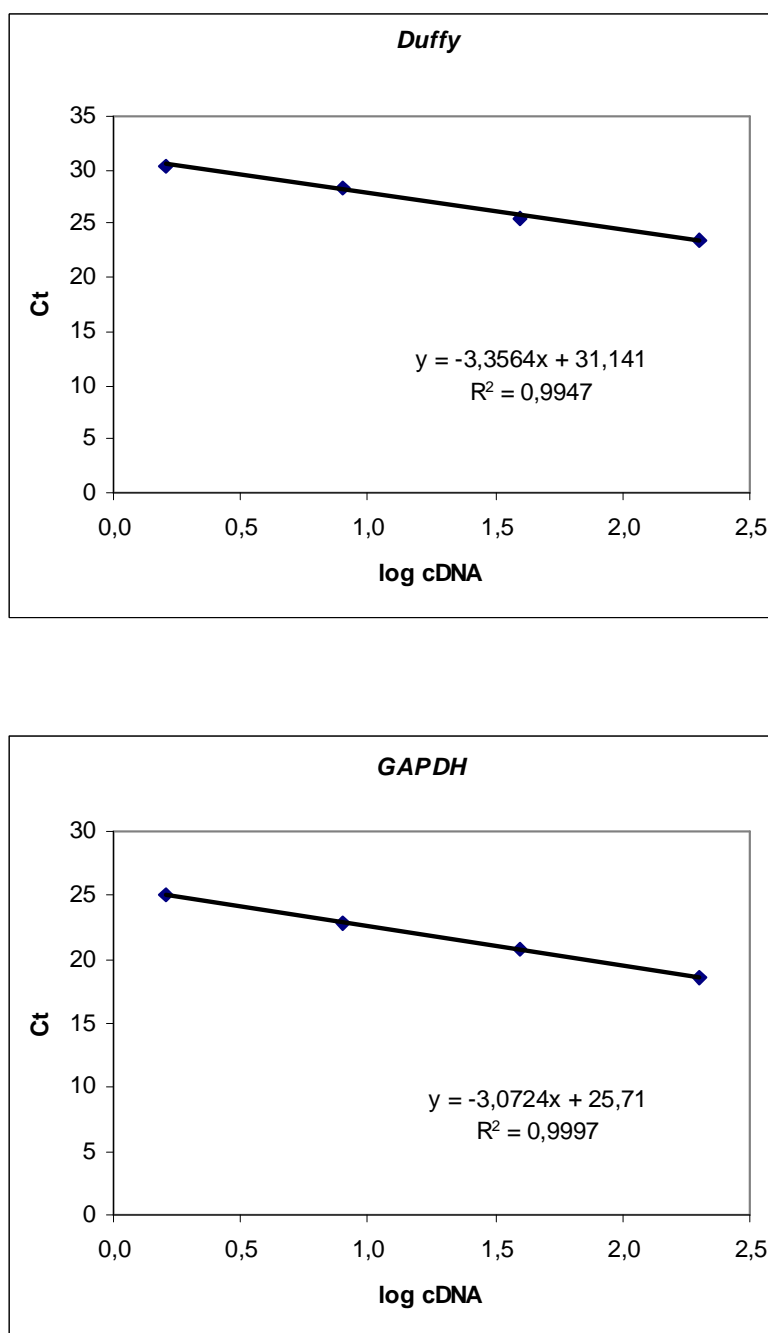 Duffy
35
30
25
20
15
10
5
0
Ct
y = -3,3564x + 31,141
R² = 0,9947
0,0 0,5 1,0 1,5 2,0 2,5
log cDNA
GAPDH
30
25
20
15
10
5
0
Ct
y = -3,0724x + 25,71
R² = 0,9997
0,0 0,5 1,0 1,5 2,0 2,5
log cDNA